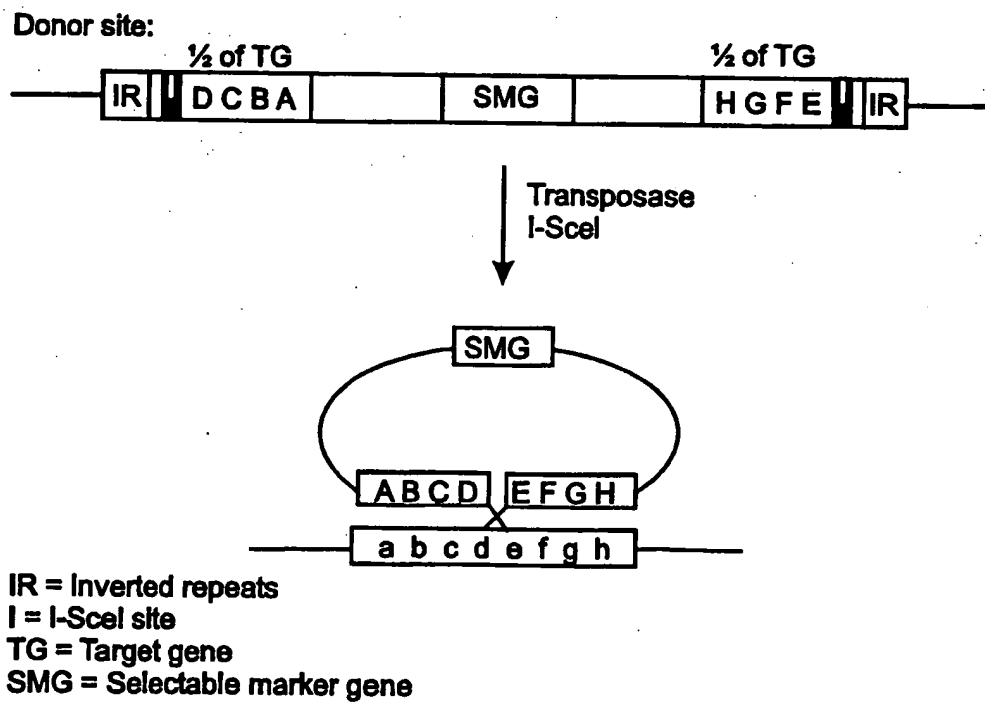 Donor site:
½ of TG ½ of TG
IR I D C B A SMG H G F E I IR
Transposase
I-SceI
SMG
A B C D E F G H
a b c d e f g h
IR = Inverted repeats
I = I-SceI site
TG = Target gene
SMG = Selectable marker gene